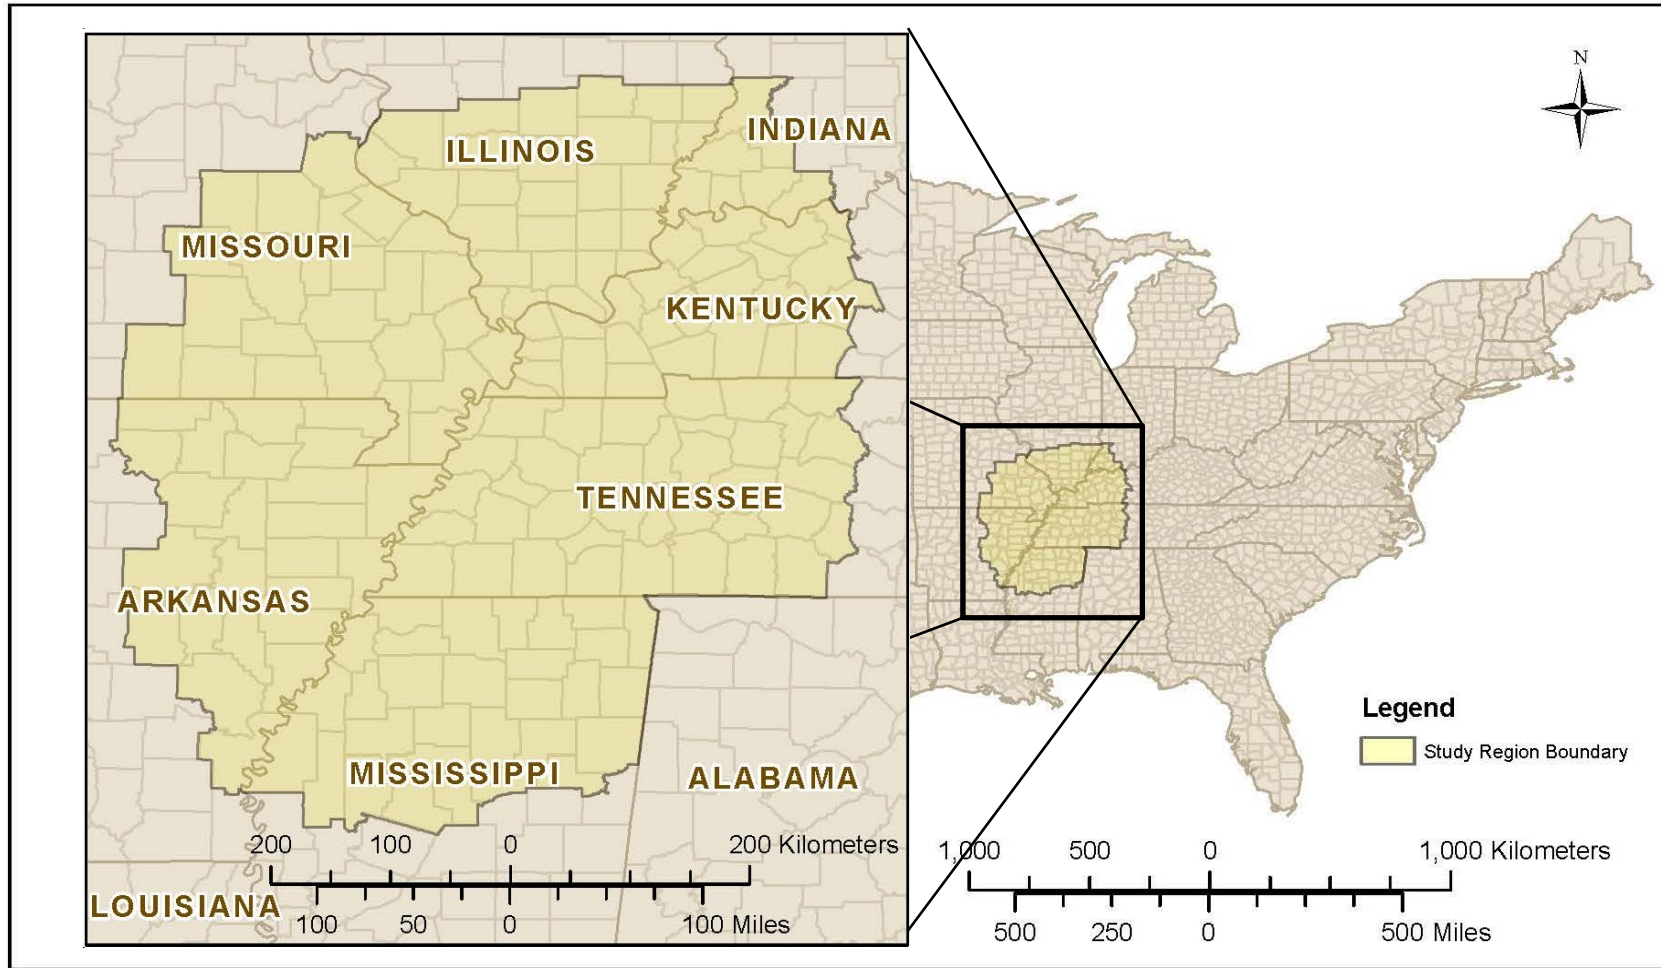 N
INDIANA
ILLINOIS
MISSOURI
KENTUCKY
TENNESSEE
ARKANSAS
MISSISSIPPI
ALABAMA
LOUISIANA
200 100 0 200 Kilometers
100 50 0 100 Miles
Legend
Study Region Boundary
1,000 500 0 1,000 Kilometers
500 250 0 500 Miles